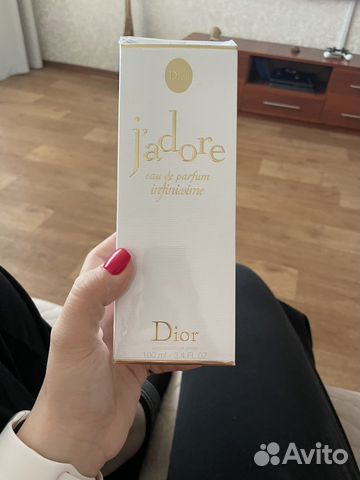 Dior
j'adore
eau de parfum
infinissime
Dior
100 ml - 3.4 FL. OZ
Avito